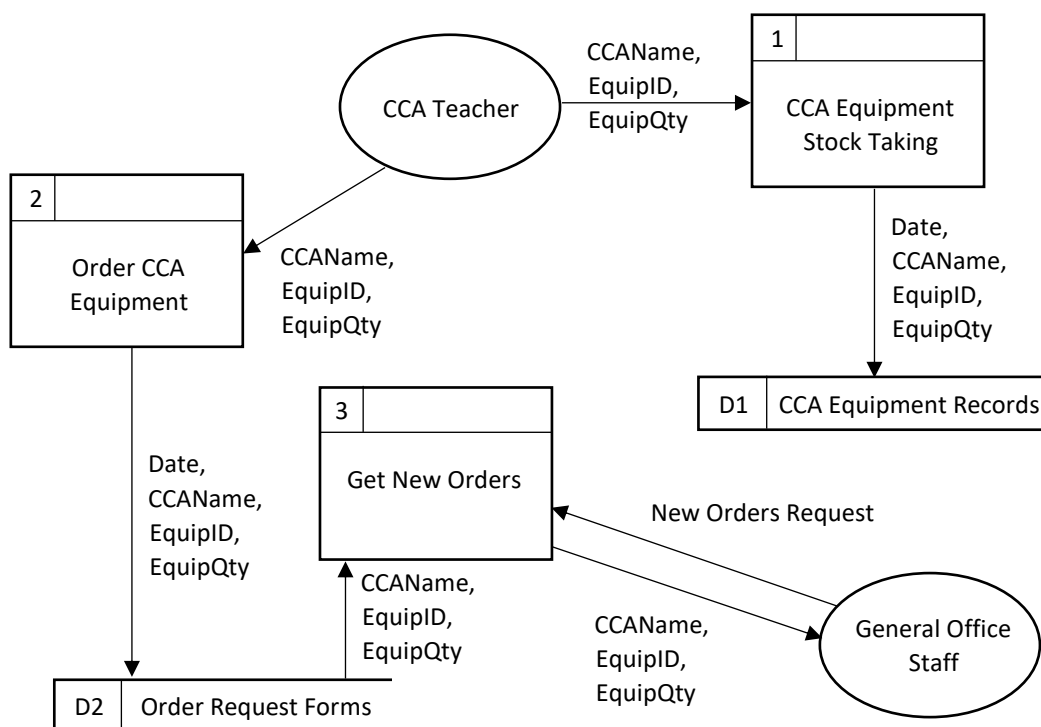 1
CCAName,
EquipID,
EquipQty
CCA Teacher
CCA Equipment
Stock Taking
2
Order CCA
Equipment
CCAName,
EquipID,
EquipQty
Date,
CCAName,
EquipID,
EquipQty
D1 CCA Equipment Records
3
Get New Orders
Date,
CCAName,
EquipID,
EquipQty
New Orders Request
CCAName,
EquipID,
EquipQty
CCAName,
EquipID,
EquipQty
General Office
Staff
D2 Order Request Forms